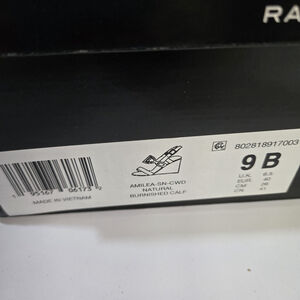 RA
802818917003
9 B
U.K. 8.5
EUR. 40
CM. 26
CN. 41
AMILEA-SN-CWD
NATURAL
BURNISHED CALF
MADE IN VIETNAM